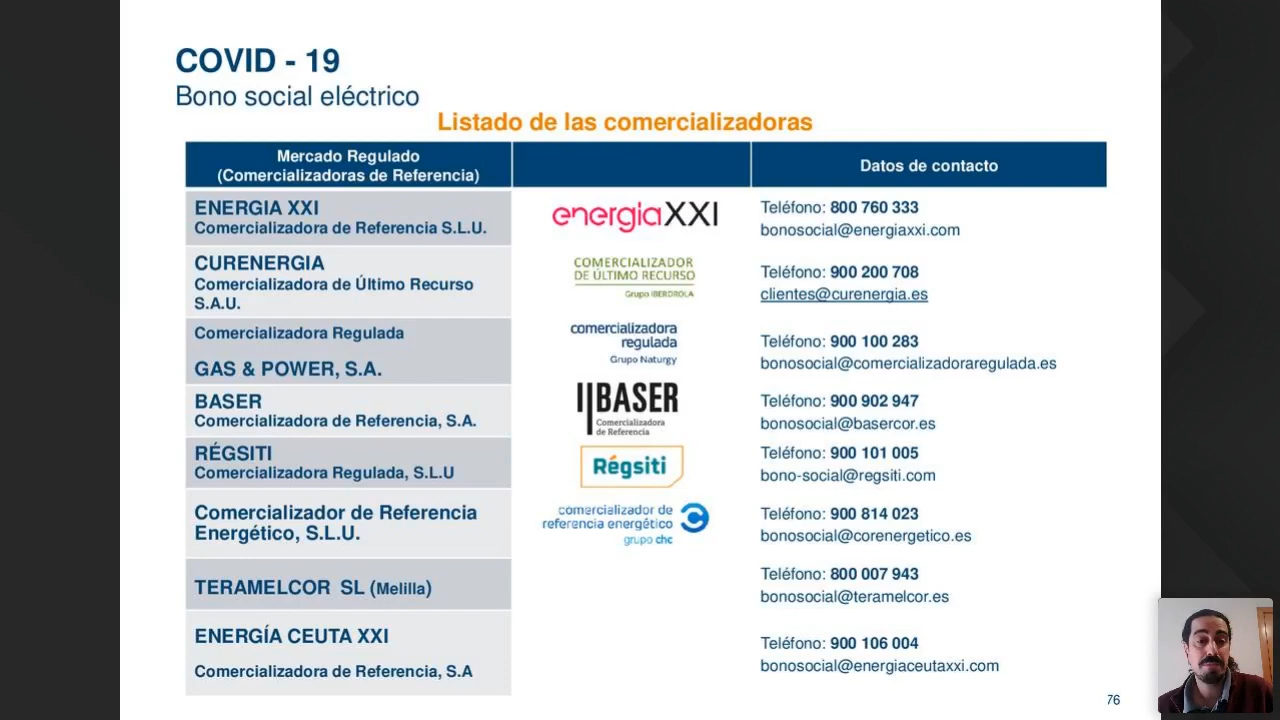 COVID - 19
Bono social eléctrico
Listado de las comercializadoras
Mercado Regulado
(Comercializadoras de Referencia)
Datos de contacto
ENERGIA XXI
Comercializadora de Referencia S.L.U.
energíaXXI
Teléfono: 800 760 333
bonosocial@energiaxxi.com
CURENERGIA
Comercializadora de Último Recurso
S.A.U.
COMERCIALIZADOR
DE ÚLTIMO RECURSO
Grupo IBERDROLA
Teléfono: 900 200 708
clientes@curenergia.es
Comercializadora Regulada
GAS & POWER, S.A.
comercializadora
regulada
Grupo Naturgy
Teléfono: 900 100 283
bonosocial@comercializadoraregulada.es
BASER
Comercializadora de Referencia, S.A.
BASER
Comercializadora
de Referencia
Teléfono: 900 902 947
bonosocial@basercor.es
RÉGSITI
Comercializadora Regulada, S.L.U
Régsiti
Teléfono: 900 101 005
bono-social@regsiti.com
Comercializador de Referencia
Energético, S.L.U.
comercializador de
referencia energético
grupo chc
Teléfono: 900 814 023
bonosocial@corenergetico.es
TERAMELCOR SL (Melilla)
Teléfono: 800 007 943
bonosocial@teramelcor.es
ENERGÍA CEUTA XXI
Comercializadora de Referencia, S.A
Teléfono: 900 106 004
bonosocial@energiaceutaxxi.com
76